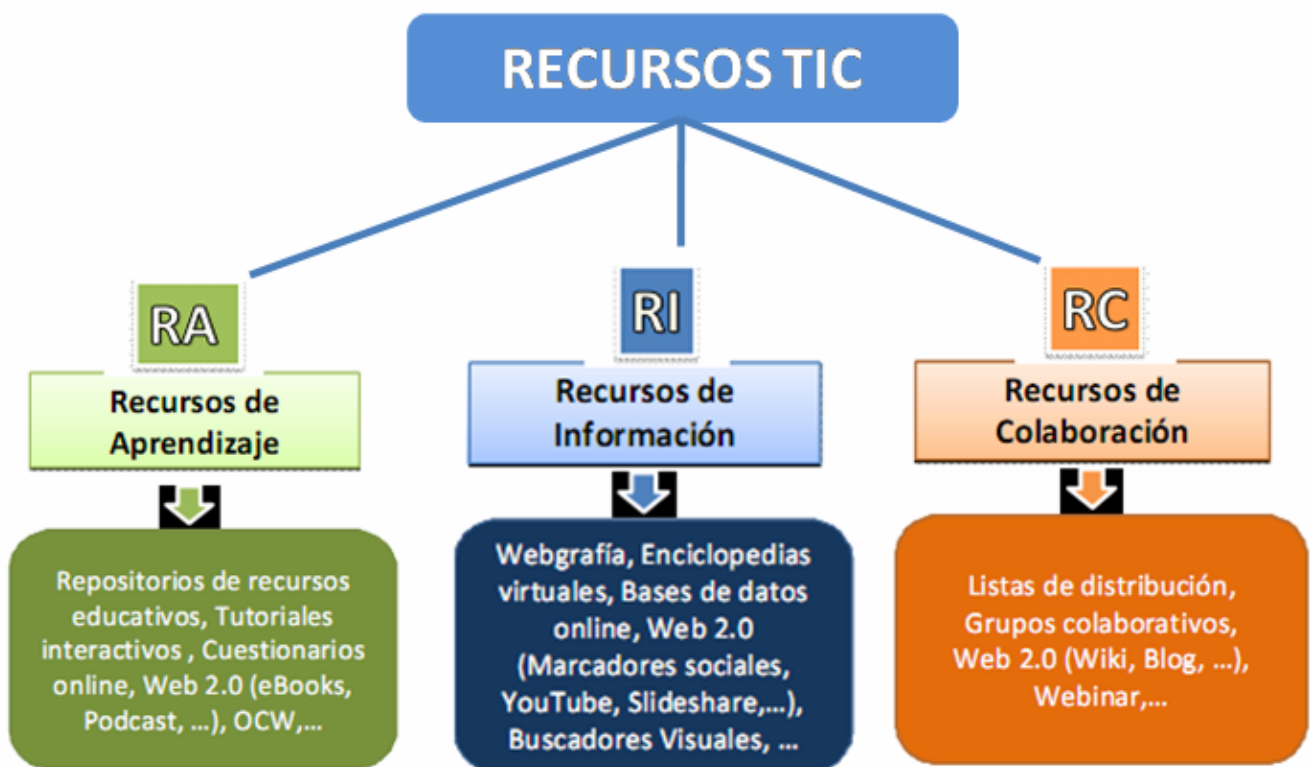 RECURSOS TIC
RA
Recursos de
Aprendizaje
Repositorios de recursos
educativos, Tutoriales
interactivos , Cuestionarios
online, Web 2.0 (eBooks,
Podcast, ...), OCW,...
RI
Recursos de
Información
Webgrafía, Enciclopedias
virtuales, Bases de datos
online, Web 2.0
(Marcadores sociales,
YouTube, Slideshare,...),
Buscadores Visuales, ...
RC
Recursos de
Colaboración
Listas de distribución,
Grupos colaborativos,
Web 2.0 (Wiki, Blog, ...),
Webinar,...